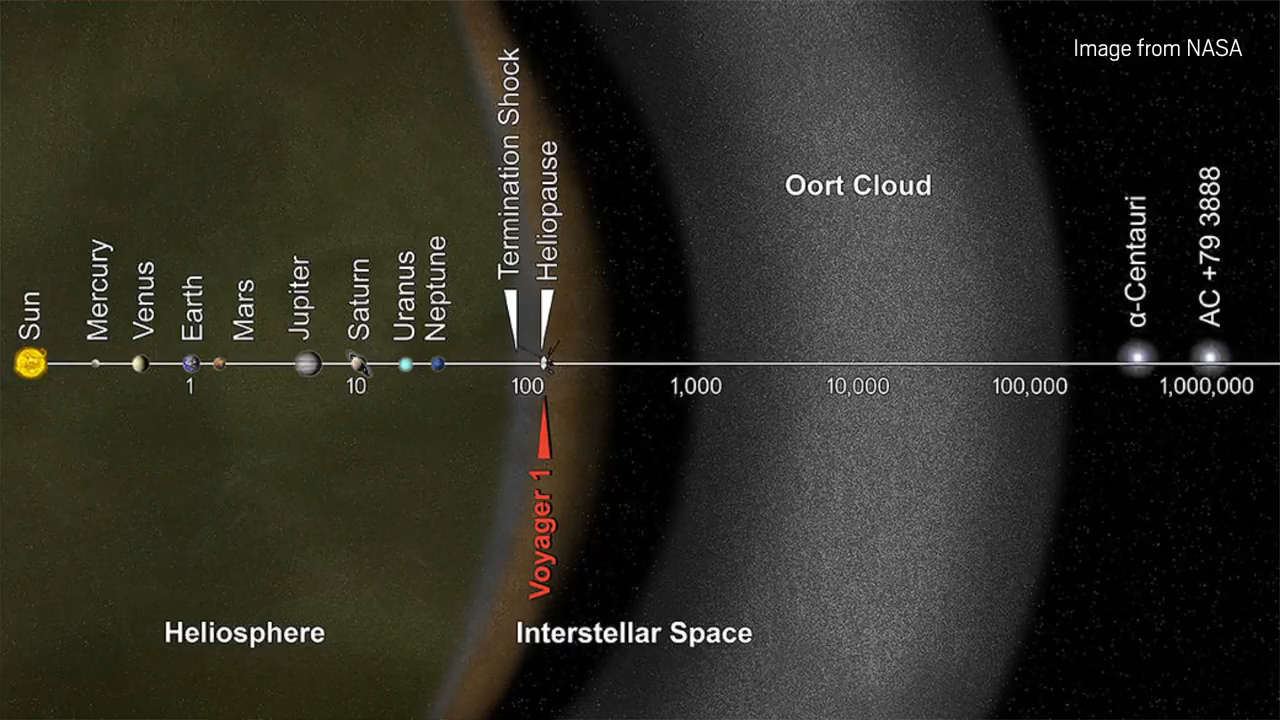 Image from NASA
Termination Shock
Heliopause
Oort Cloud
Sun
Mercury
Venus
Earth
Mars
Jupiter
Saturn
Uranus
Neptune
α-Centauri
AC +79 3888
1
10
100
1,000
10,000
100,000
1,000,000
Voyager 1
Heliosphere
Interstellar Space